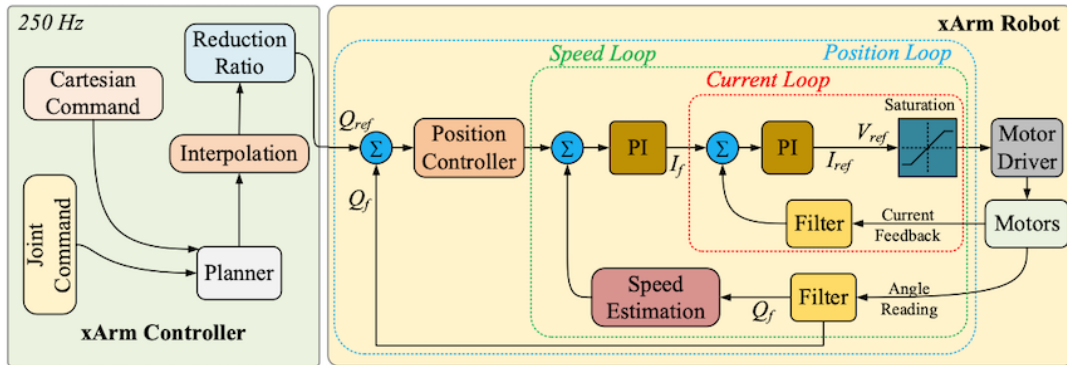 250 Hz
Cartesian
Command
Joint
Command
Reduction
Ratio
Interpolation
Planner
xArm Controller
xArm Robot
Position Loop
Speed Loop
Current Loop
Q_ref
Σ
Q_f
Position
Controller
Σ
PI
I_f
Σ
PI
V_ref
I_ref
Saturation
Motor
Driver
Motors
Filter
Current
Feedback
Speed
Estimation
Q_f
Filter
Angle
Reading